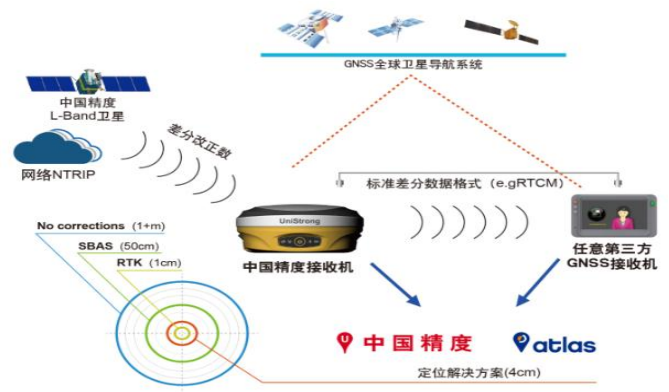 GNSS全球卫星导航系统
中国精度
L-Band卫星
差分改正数
网络NTRIP
标准差分数据格式（e.gRTCM）
UniStrong
No corrections (1+m)
SBAS (50cm)
RTK (1cm)
中国精度接收机
任意第三方
GNSS接收机
U 中国精度
atlas
定位解决方案(4cm)